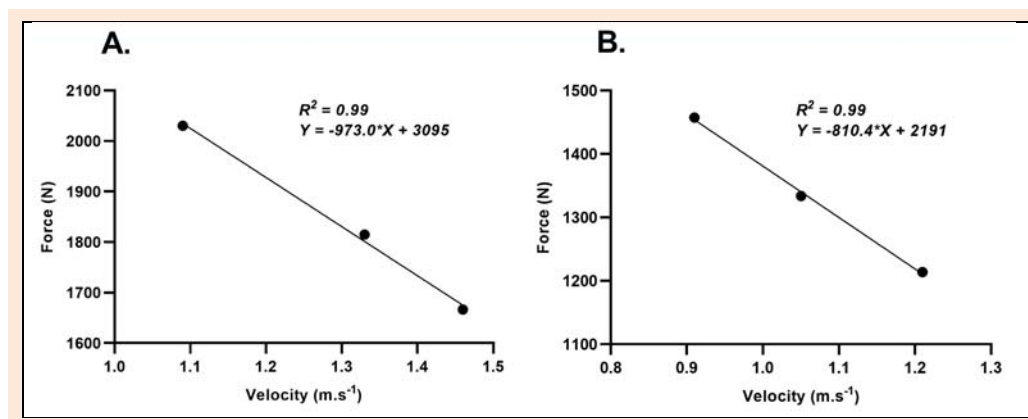 A.
R² = 0.99
Y = -973.0*X + 3095
2100
2000
1900
1800
1700
1600
Force (N)
1.0 1.1 1.2 1.3 1.4 1.5
Velocity (m.s⁻¹)
B.
R² = 0.99
Y = -810.4*X + 2191
1500
1400
1300
1200
1100
Force (N)
0.8 0.9 1.0 1.1 1.2 1.3
Velocity (m.s⁻¹)